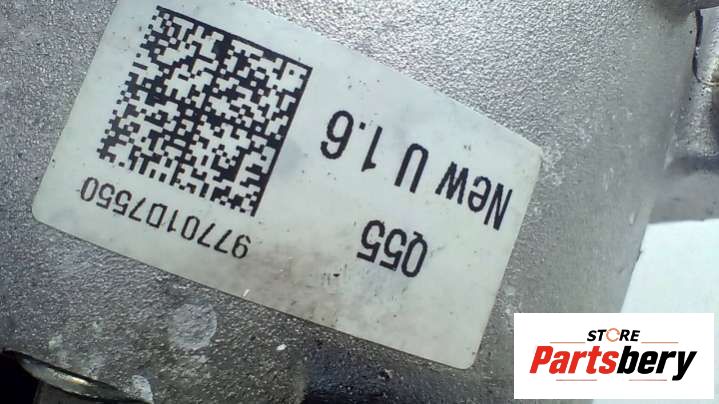 New U 1.6
Q55
97701D7550
STORE
Partsbery